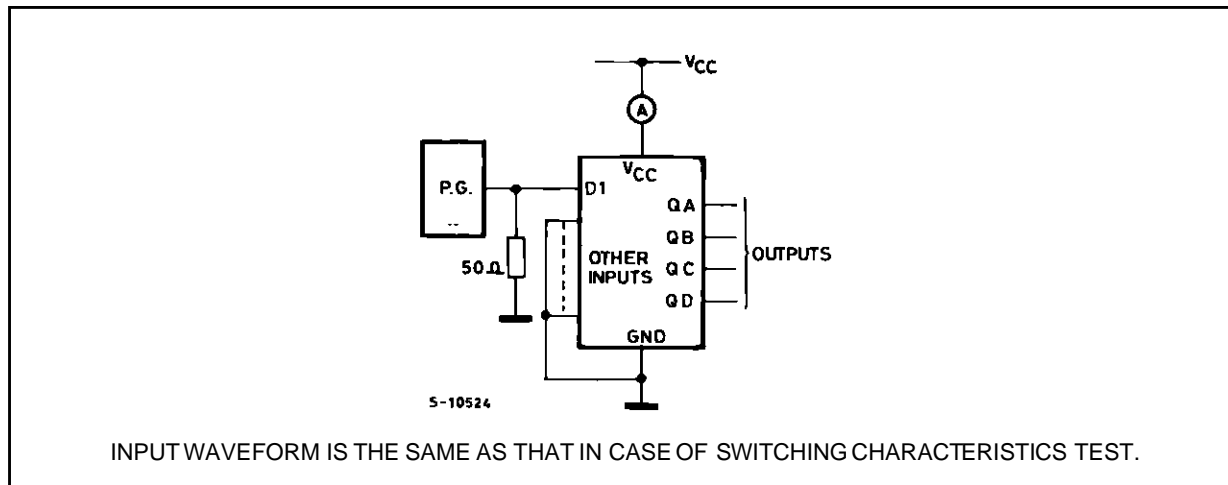 VCC
A
P.G.
D1
VCC
QA
QB
QC
QD
OTHER
INPUTS
OUTPUTS
50Ω
GND
S-10524
INPUT WAVEFORM IS THE SAME AS THAT IN CASE OF SWITCHING CHARACTERISTICS TEST.